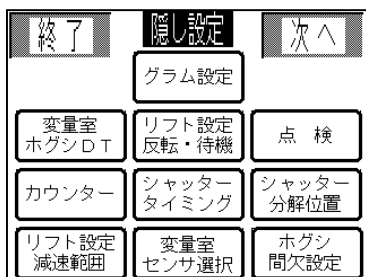 終了
隠し設定
次へ
グラム設定
変量室
ホグシDT
リフト設定
反転・待機
点 検
カウンター
シャッター
タイミング
シャッター
分解位置
リフト設定
減速範囲
変量室
センサ選択
ホグシ
間欠設定